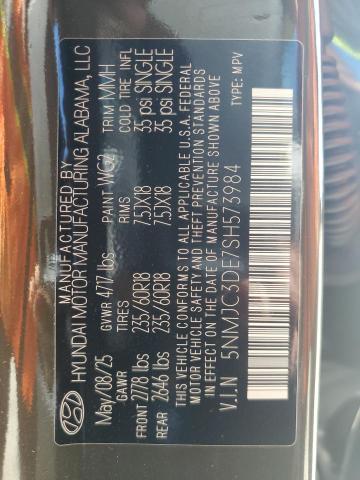 MANUFACTURED BY
HYUNDAI MOTOR MANUFACTURING ALABAMA, LLC
May/08/25 GVWR 4717 lbs PAINT WC2 TRIM MMH
GAWR TIRES RIMS COLD TIRE INFL
FRONT 2778 lbs 235/60R18 7.5JX18 35 psi SINGLE
REAR 2646 lbs 235/60R18 7.5JX18 35 psi SINGLE
THIS VEHICLE CONFORMS TO ALL APPLICABLE U.S.A. FEDERAL
MOTOR VEHICLE SAFETY AND THEFT PREVENTION STANDARDS
IN EFFECT ON THE DATE OF MANUFACTURE SHOWN ABOVE
V.I.N 5NMJC3DE7SH573984 TYPE: MPV